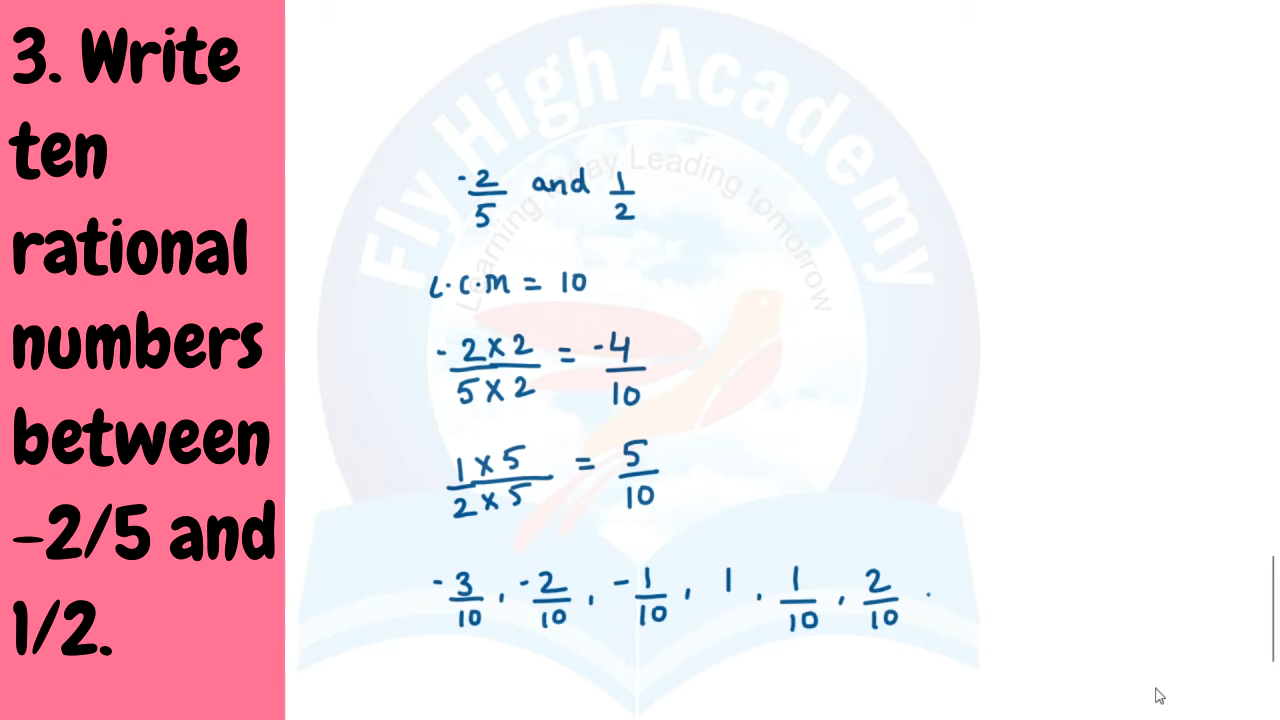 3. Write
ten
rational
numbers
between
-2/5 and
1/2.
Fly High Academy
Learning today Leading tomorrow
-2/5 and 1/2
L.C.M = 10
- 2×2/5×2 = -4/10
1×5/2×5 = 5/10
-3/10, -2/10, -1/10, 1, 1/10, 2/10.